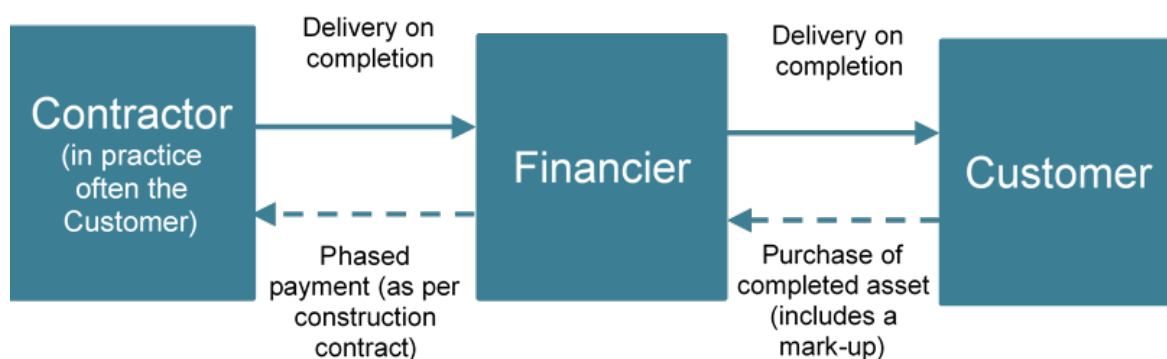 Contractor
(in practice
often the
Customer)
Delivery on
completion
Phased
payment (as per
construction
contract)
Financier
Delivery on
completion
Purchase of
completed asset
(includes a
mark-up)
Customer